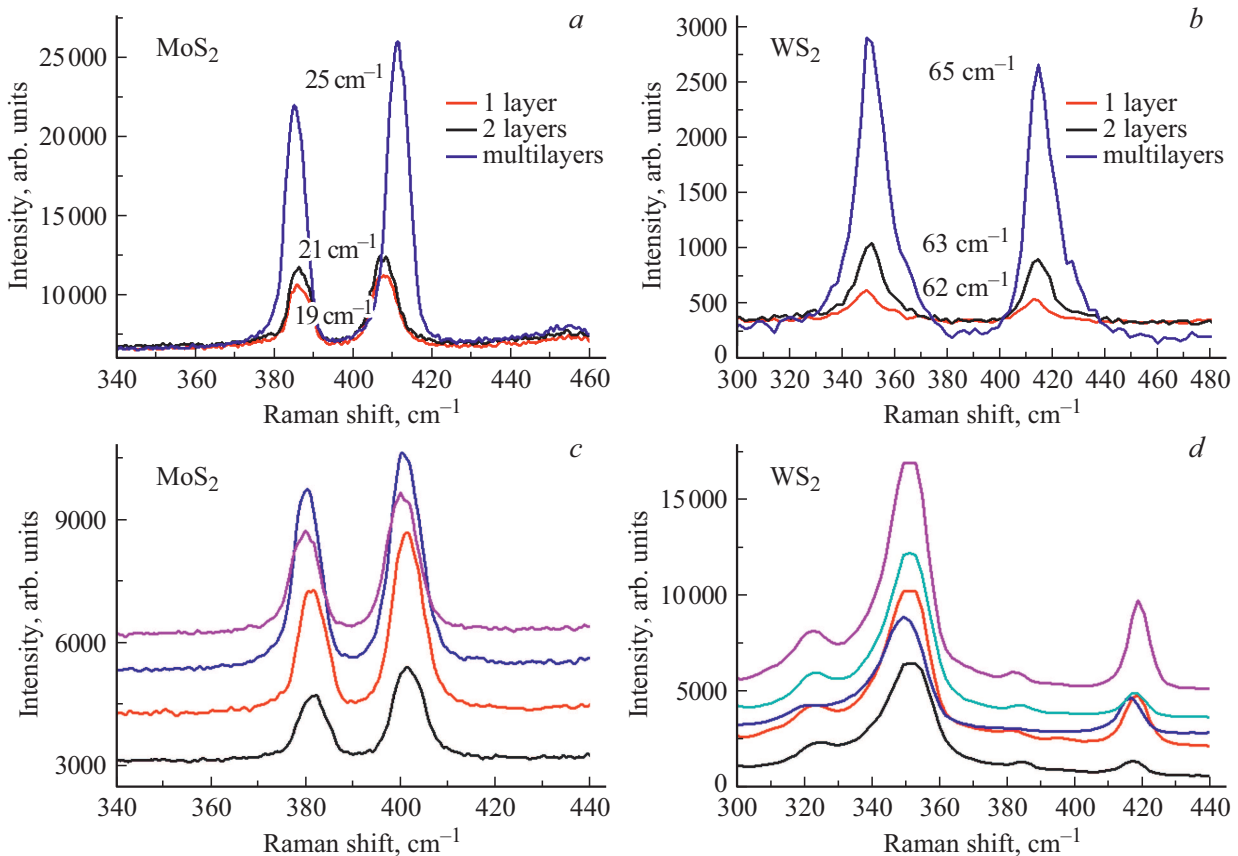 a
MoS2
25 cm–1
21 cm–1
19 cm–1
1 layer
2 layers
multilayers
Intensity, arb. units
25 000
20 000
15 000
10 000
340 360 380 400 420 440 460
Raman shift, cm–1
b
WS2
65 cm–1
63 cm–1
62 cm–1
1 layer
2 layers
multilayers
Intensity, arb. units
3000
2500
2000
1500
1000
500
0
300 320 340 360 380 400 420 440 460 480
Raman shift, cm–1
c
MoS2
Intensity, arb. units
9000
6000
3000
340 360 380 400 420 440
Raman shift, cm–1
d
WS2
Intensity, arb. units
15 000
10 000
5000
0
300 320 340 360 380 400 420 440
Raman shift, cm–1